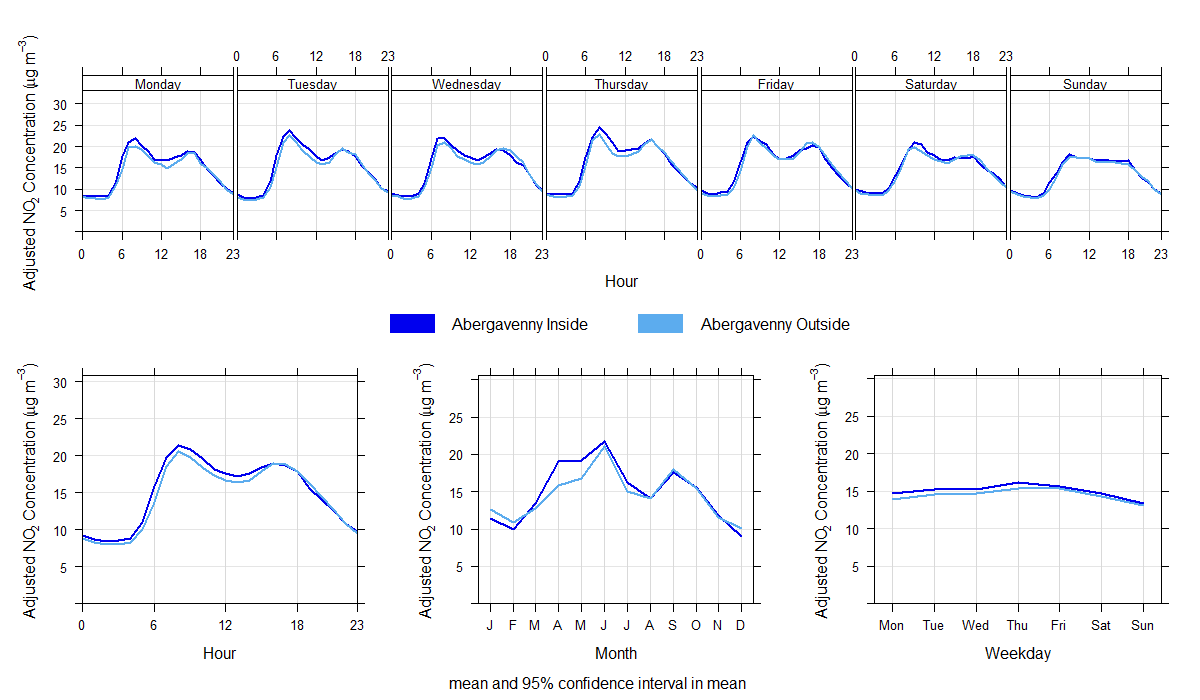 0 6 12 18 23 0 6 12 18 23 0 6 12 18 23
Monday Tuesday Wednesday Thursday Friday Saturday Sunday
Adjusted NO₂ Concentration (µg m⁻³)
30
25
20
15
10
5
0 6 12 18 23 0 6 12 18 23 0 6 12 18 23 0 6 12 18 23
Hour
Abergavenny Inside Abergavenny Outside
Adjusted NO₂ Concentration (µg m⁻³)
30
25
20
15
10
5
0 6 12 18 23
Hour
Adjusted NO₂ Concentration (µg m⁻³)
25
20
15
10
5
J F M A M J J A S O N D
Month
Adjusted NO₂ Concentration (µg m⁻³)
25
20
15
10
5
Mon Tue Wed Thu Fri Sat Sun
Weekday
mean and 95% confidence interval in mean